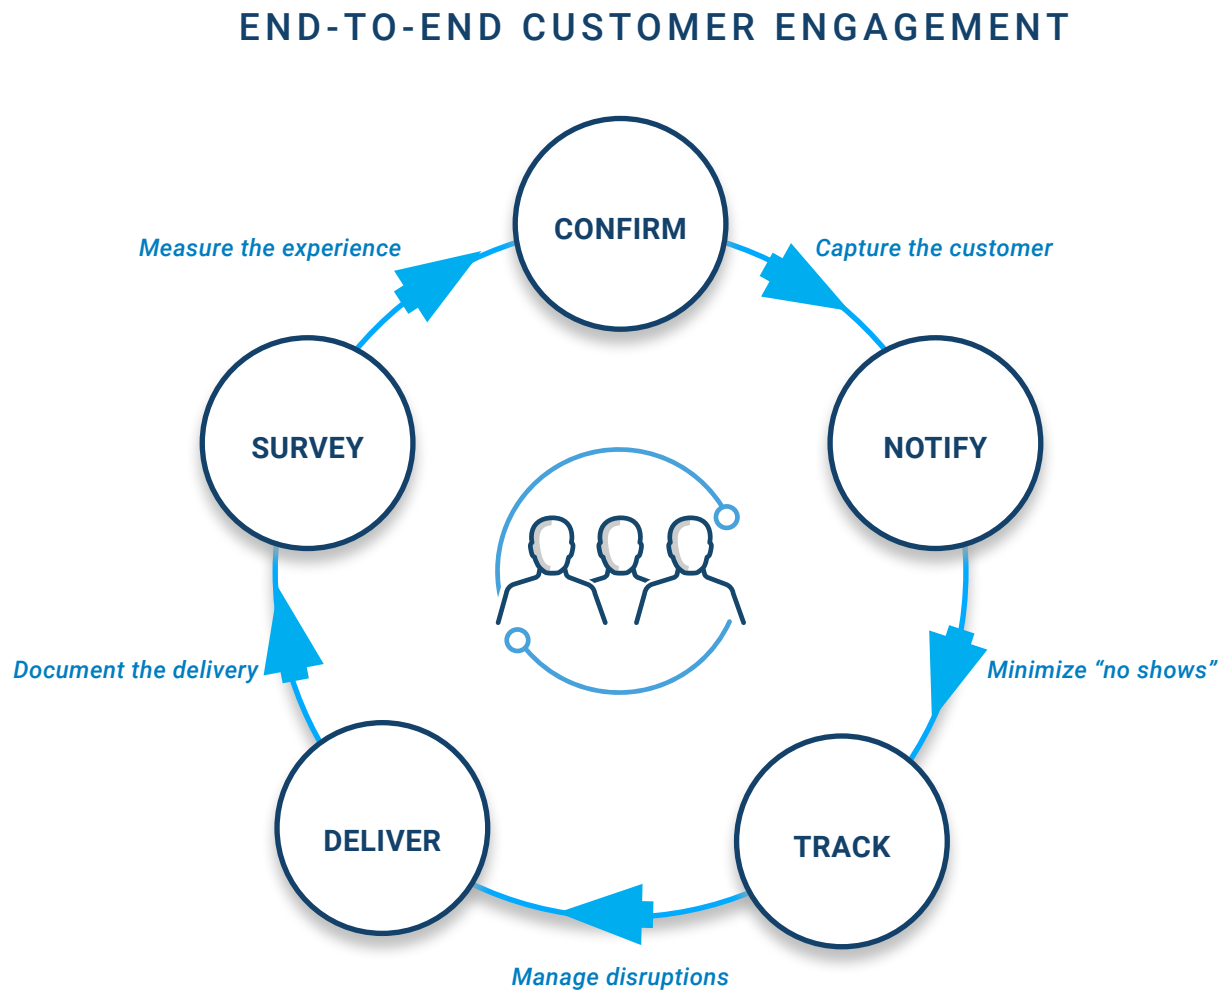 END-TO-END CUSTOMER ENGAGEMENT
CONFIRM
Measure the experience
Capture the customer
SURVEY
NOTIFY
Document the delivery
Minimize “no shows”
DELIVER
TRACK
Manage disruptions